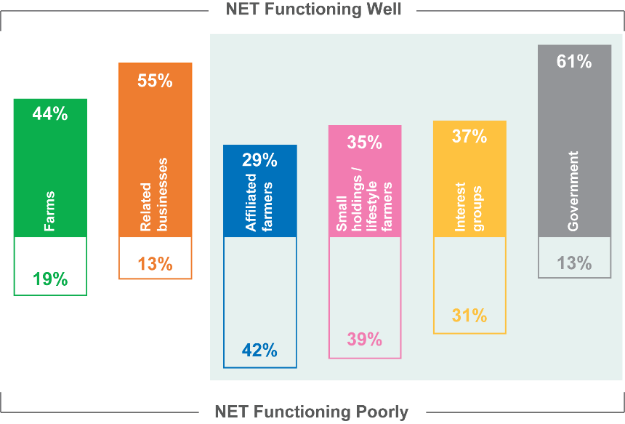 NET Functioning Well
44%
55%
29%
35%
37%
61%
Farms
Related
businesses
Affiliated
farmers
Small
holdings /
lifestyle
farmers
Interest
groups
Government
19%
13%
42%
39%
31%
13%
NET Functioning Poorly